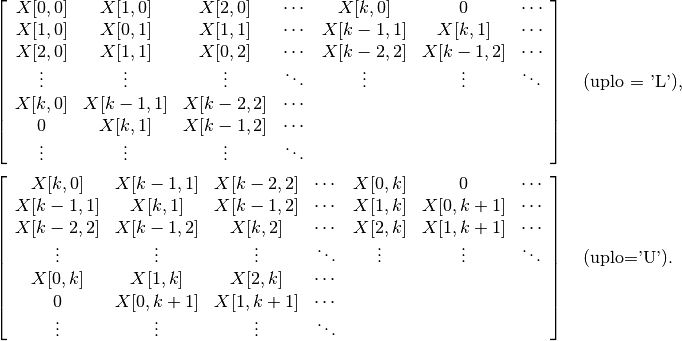 X[0,0] X[1,0] X[2,0] ⋯ X[k,0] 0 ⋯
X[1,0] X[0,1] X[1,1] ⋯ X[k−1,1] X[k,1] ⋯
X[2,0] X[1,1] X[0,2] ⋯ X[k−2,2] X[k−1,2] ⋯
⋮ ⋮ ⋮ ⋱ ⋮ ⋮ ⋱ (uplo = 'L'),
X[k,0] X[k−1,1] X[k−2,2] ⋯
0 X[k,1] X[k−1,2] ⋯
⋮ ⋮ ⋮ ⋱
X[k,0] X[k−1,1] X[k−2,2] ⋯ X[0,k] 0 ⋯
X[k−1,1] X[k,1] X[k−1,2] ⋯ X[1,k] X[0,k+1] ⋯
X[k−2,2] X[k−1,2] X[k,2] ⋯ X[2,k] X[1,k+1] ⋯
⋮ ⋮ ⋮ ⋱ ⋮ ⋮ ⋱ (uplo='U').
X[0,k] X[1,k] X[2,k] ⋯
0 X[0,k+1] X[1,k+1] ⋯
⋮ ⋮ ⋮ ⋱